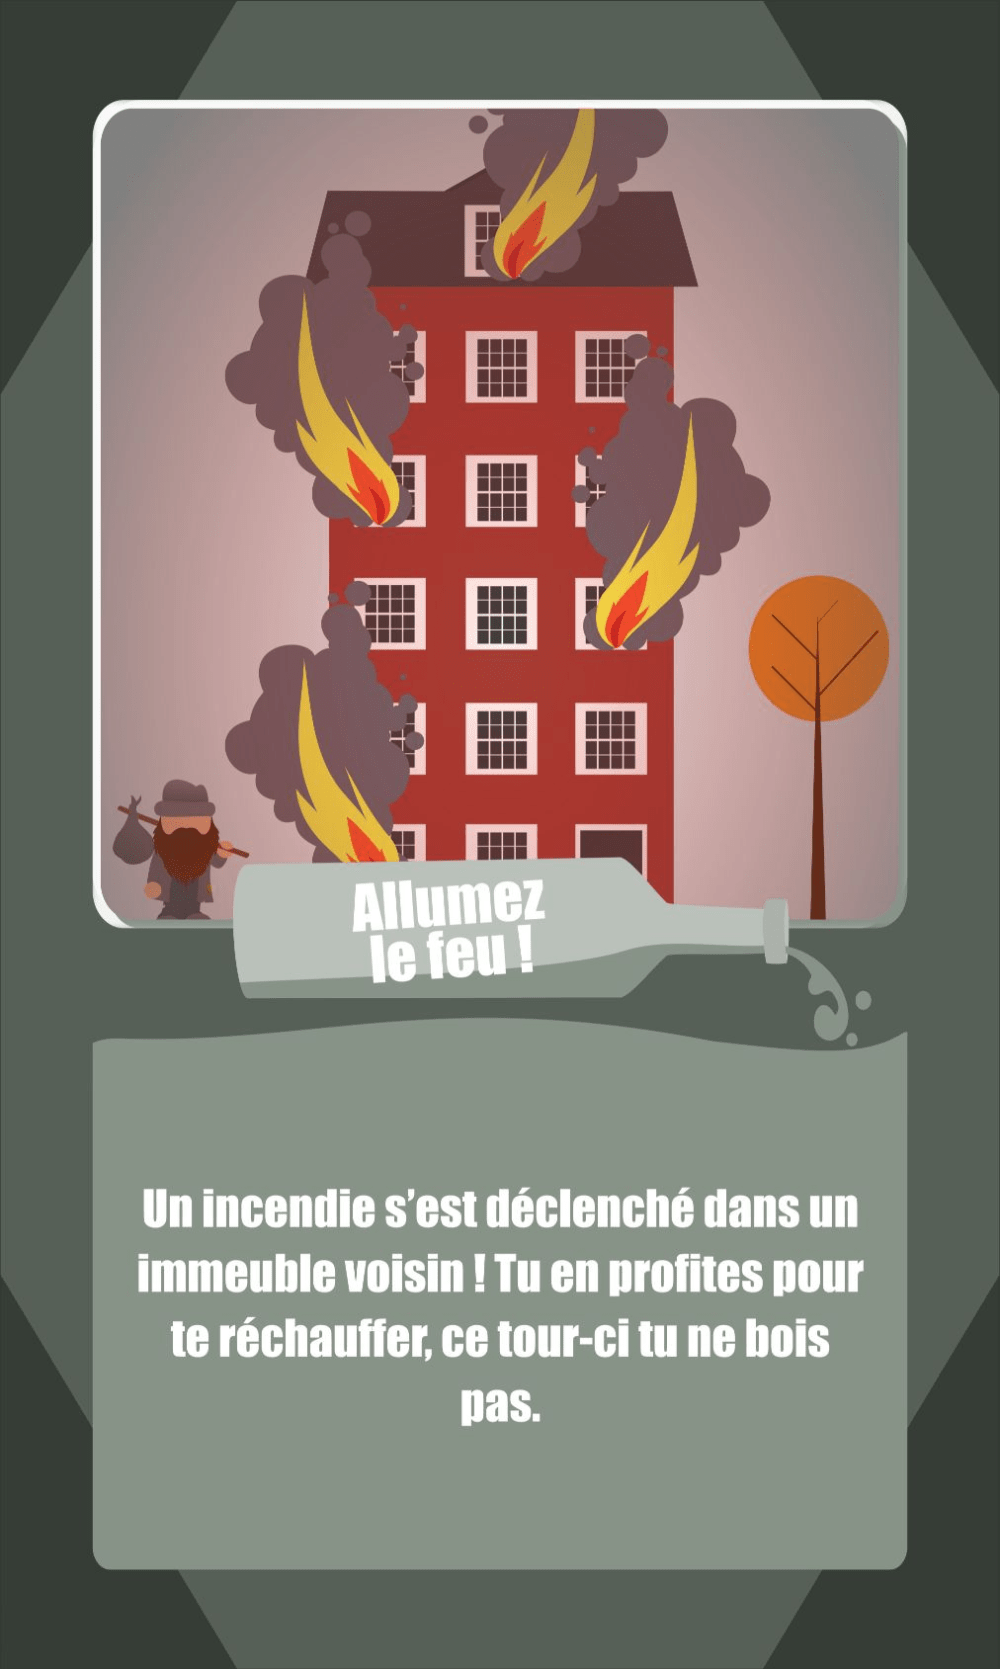 Allumez
le feu !
Un incendie s’est déclenché dans un
immeuble voisin ! Tu en profites pour
te réchauffer, ce tour-ci tu ne bois
pas.